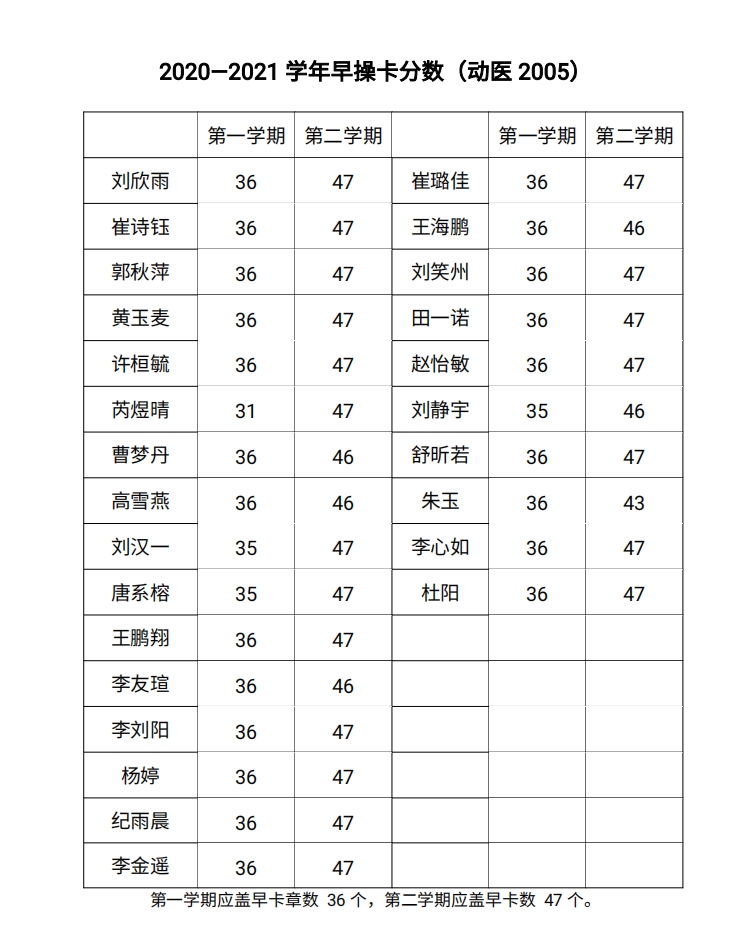 2020—2021 学年早操卡分数（动医 2005）
第一学期 第二学期 第一学期 第二学期
刘欣雨 36 47 崔璐佳 36 47
崔诗钰 36 47 王海鹏 36 46
郭秋萍 36 47 刘笑州 36 47
黄玉麦 36 47 田一诺 36 47
许桓毓 36 47 赵怡敏 36 47
芮煜晴 31 47 刘静宇 35 46
曹梦丹 36 46 舒昕若 36 47
高雪燕 36 46 朱玉 36 43
刘汉一 35 47 李心如 36 47
唐系榕 35 47 杜阳 36 47
王鹏翔 36 47
李友瑄 36 46
李刘阳 36 47
杨婷 36 47
纪雨晨 36 47
李金遥 36 47
第一学期应盖早卡章数 36 个，第二学期应盖早卡数 47 个。